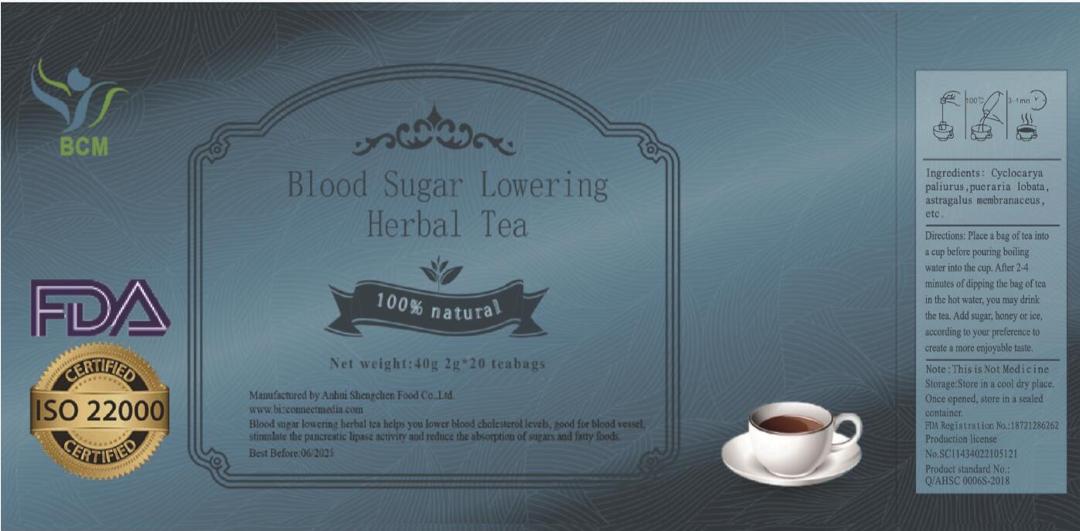 BCM
Blood Sugar Lowering
Herbal Tea
100% natural
Net weight:40g 2g*20 teabags
Manufactured by Anhui Shengchen Food Co.,Ltd.
www.bizconnectmedia.com
Blood sugar lowering herbal tea helps you lower blood cholesterol levels, good for blood vessel,
stimulate the pancreatic lipase activity and reduce the absorption of sugars and fatty foods.
Best Before:06/2025
FDA
CERTIFIED
ISO 22000
CERTIFIED
100℃
3-1min
Ingredients: Cyclocarya
paliurus,pueraria lobata,
astragalus membranaceus,
etc.
Directions: Place a bag of tea into
a cup before pouring boiling
water into the cup. After 2-4
minutes of dipping the bag of tea
in the hot water, you may drink
the tea. Add sugar, honey or ice,
according to your preference to
create a more enjoyable taste.
Note:This is Not Medicine
Storage:Store in a cool dry place.
Once opened, store in a sealed
container.
FDA Registration No.:18721286262
Production license
No.SC11434022105121
Product standard No.:
Q/AHSC 0006S-2018